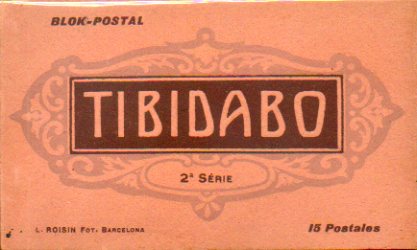 BLOK-POSTAL
TIBIDABO
2ª SÉRIE
L. ROISIN FOT. BARCELONA
15 Postales